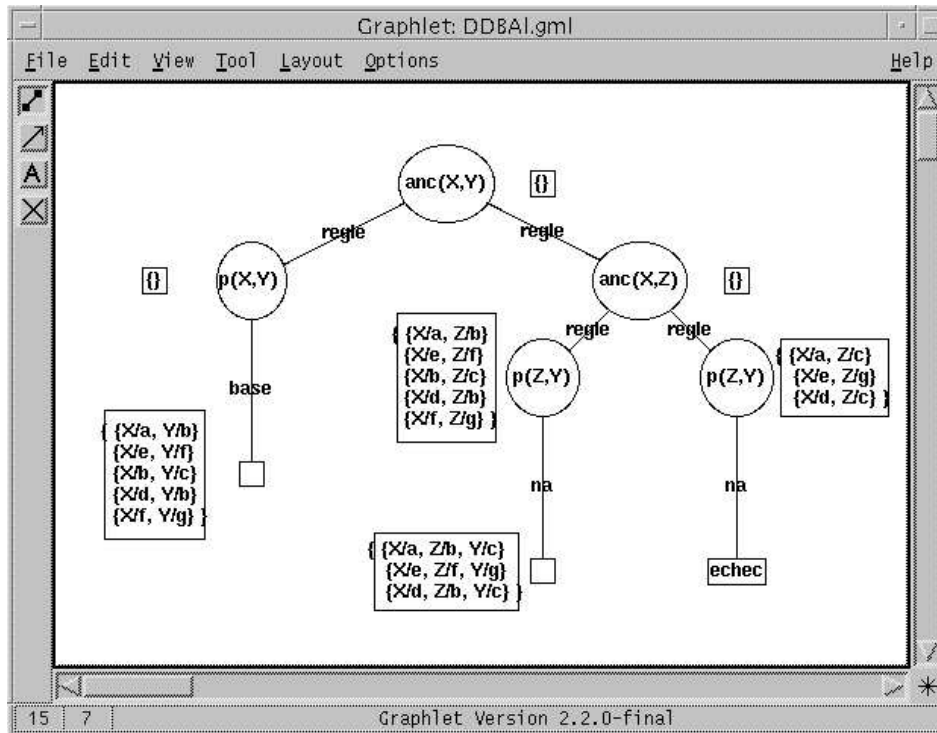 Graphlet: DDBAI.gml
File Edit View Tool Layout Options Help
A
anc(X,Y)
{}
regle
regle
{}
p(X,Y)
anc(X,Z)
{}
regle
regle
{ {X/a, Z/b}
{X/e, Z/f}
{X/b, Z/c}
{X/d, Z/b}
{X/f, Z/g} }
p(Z,Y)
p(Z,Y)
{ {X/a, Z/c}
{X/e, Z/g}
{X/d, Z/c} }
base
{ {X/a, Y/b}
{X/e, Y/f}
{X/b, Y/c}
{X/d, Y/b}
{X/f, Y/g} }
na
na
{ {X/a, Z/b, Y/c}
{X/e, Z/f, Y/g}
{X/d, Z/b, Y/c} }
echec
15 7 Graphlet Version 2.2.0-final